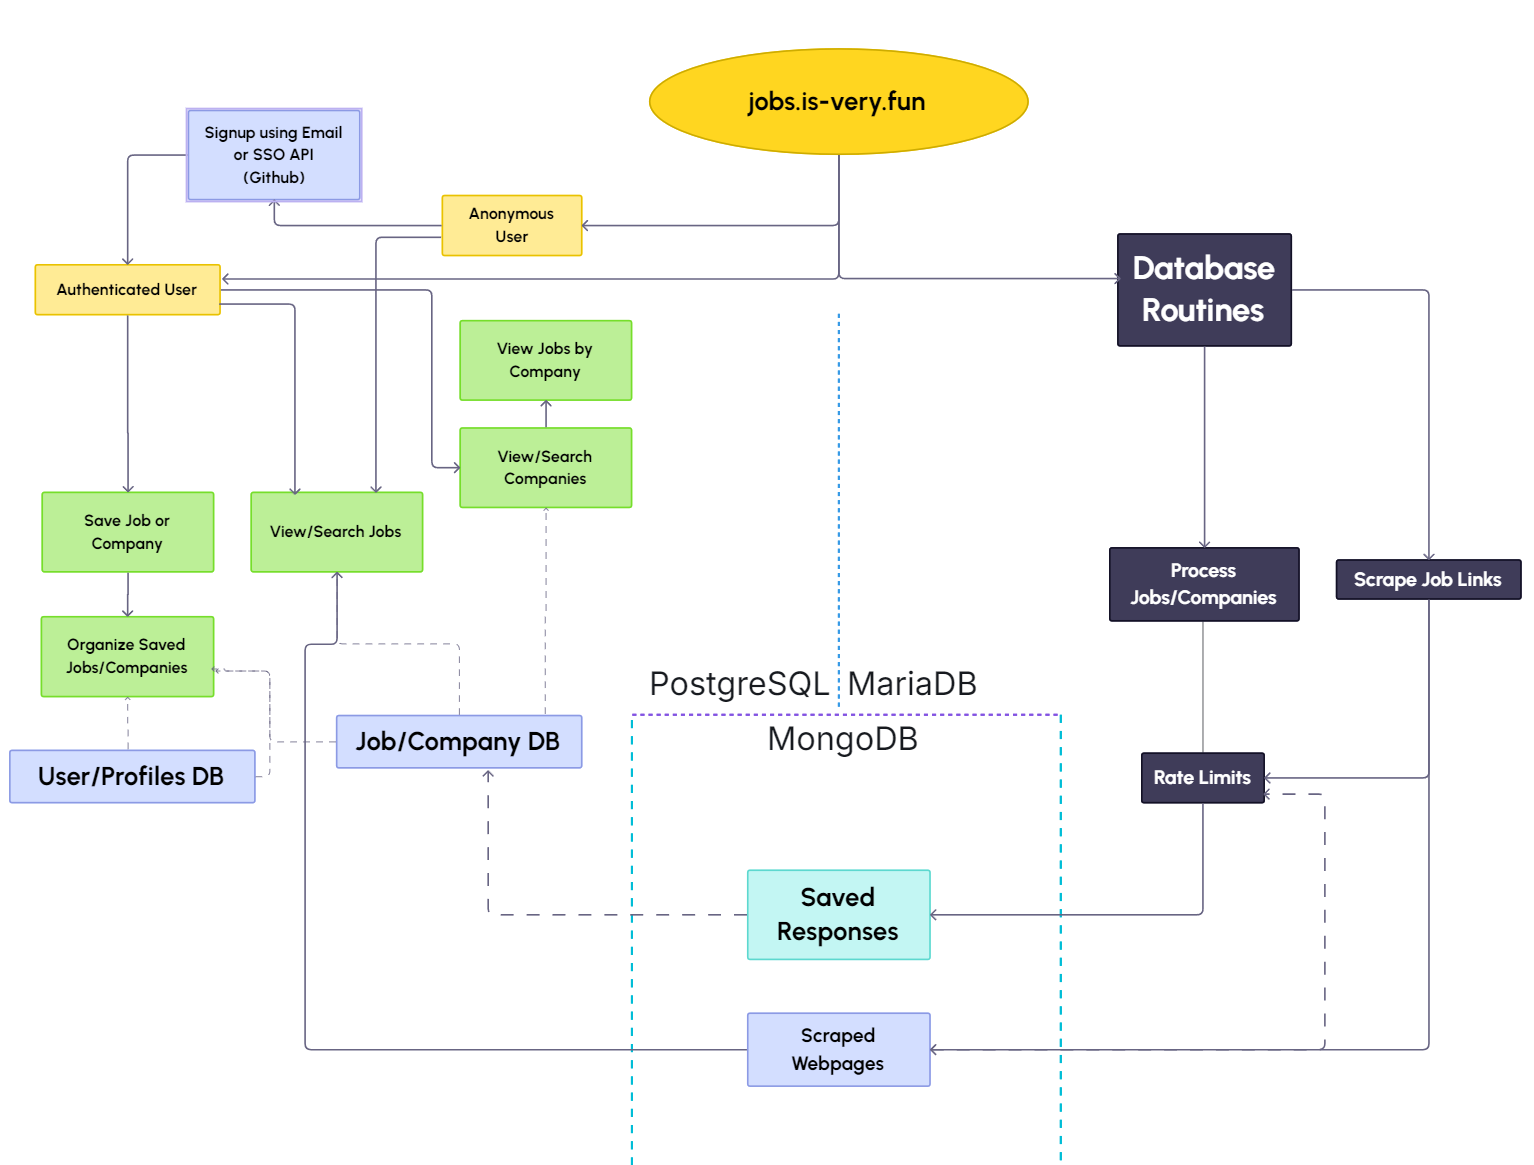 jobs.is-very.fun
Signup using Email
or SSO API
(Github)
Anonymous
User
Authenticated User
Database
Routines
View Jobs by
Company
View/Search
Companies
Save Job or
Company
View/Search Jobs
Process
Jobs/Companies
Scrape Job Links
Organize Saved
Jobs/Companies
PostgreSQL
MariaDB
MongoDB
Job/Company DB
User/Profiles DB
Rate Limits
Saved
Responses
Scraped
Webpages